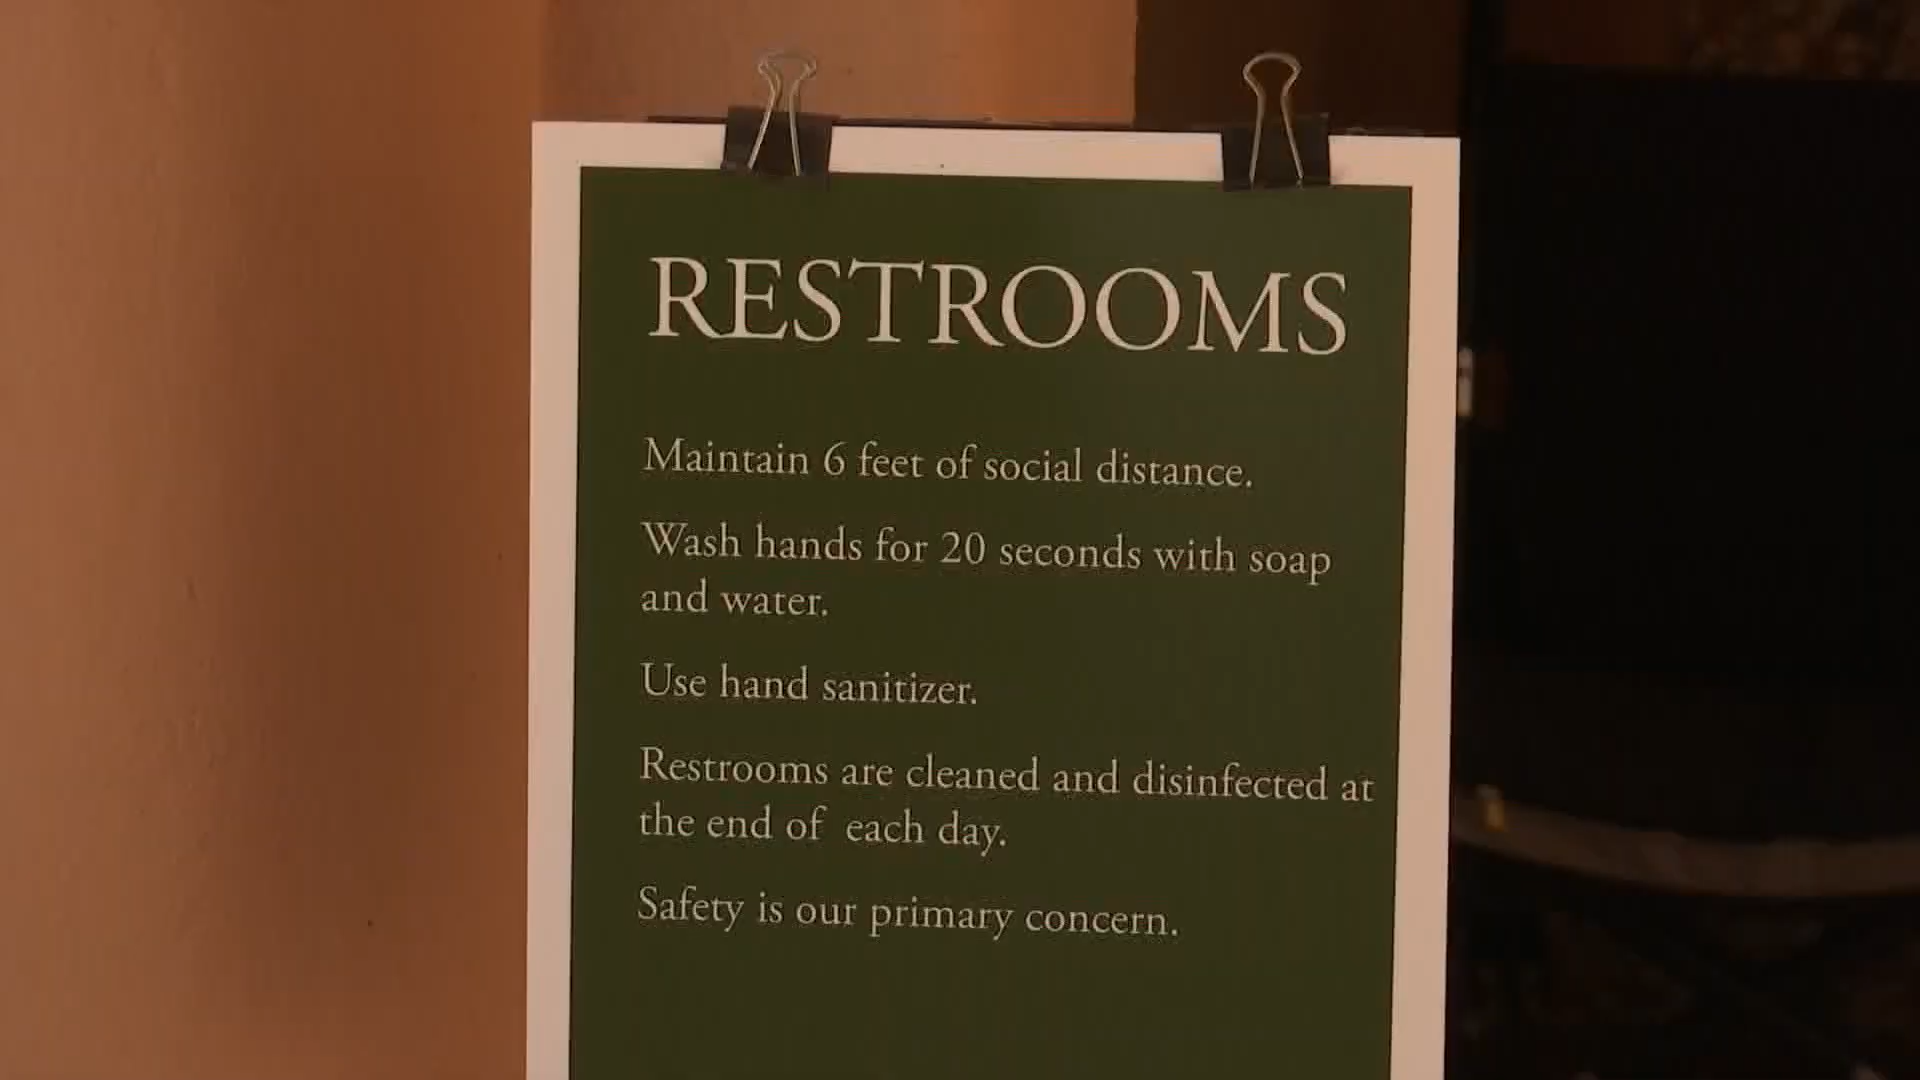 RESTROOMS
Maintain 6 feet of social distance.
Wash hands for 20 seconds with soap
and water.
Use hand sanitizer.
Restrooms are cleaned and disinfected at
the end of each day.
Safety is our primary concern.